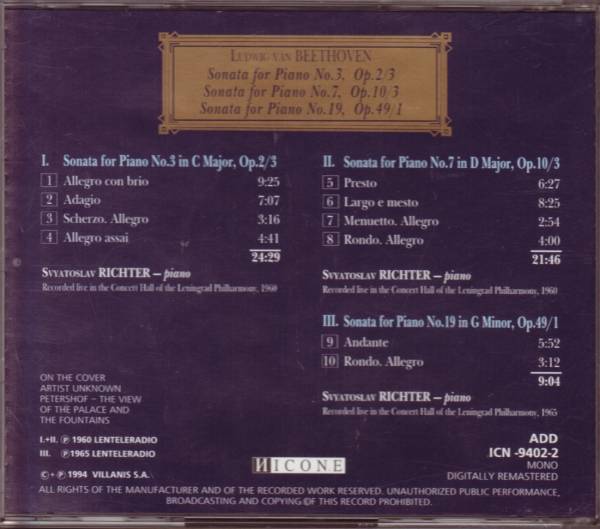 LUDWIG VAN BEETHOVEN
Sonata for Piano No.3, Op.2/3
Sonata for Piano No.7, Op.10/3
Sonata for Piano No.19, Op.49/1
I. Sonata for Piano No.3 in C Major, Op.2/3
1 Allegro con brio 9:25
2 Adagio 7:07
3 Scherzo. Allegro 3:16
4 Allegro assai 4:41
24:29
SVYATOSLAV RICHTER – piano
Recorded live in the Concert Hall of the Leningrad Philharmony, 1960
II. Sonata for Piano No.7 in D Major, Op.10/3
5 Presto 6:27
6 Largo e mesto 8:25
7 Menuetto. Allegro 2:54
8 Rondo. Allegro 4:00
21:46
SVYATOSLAV RICHTER – piano
Recorded live in the Concert Hall of the Leningrad Philharmony, 1960
III. Sonata for Piano No.19 in G Minor, Op.49/1
9 Andante 5:52
10 Rondo. Allegro 3:12
9:04
SVYATOSLAV RICHTER – piano
Recorded live in the Concert Hall of the Leningrad Philharmony, 1965
ON THE COVER
ARTIST UNKNOWN
PETERSHOF – THE VIEW
OF THE PALACE AND
THE FOUNTAINS
I.+II. ℗ 1960 LENTELERADIO
III. ℗ 1965 LENTELERADIO
© + ℗ 1994 VILLANIS S.A.
ИICONE
ADD
ICN -9402-2
MONO
DIGITALLY REMASTERED
ALL RIGHTS OF THE MANUFACTURER AND OF THE RECORDED WORK RESERVED. UNAUTHORIZED PUBLIC PERFORMANCE,
BROADCASTING AND COPYING OF THIS RECORD PROHIBITED.